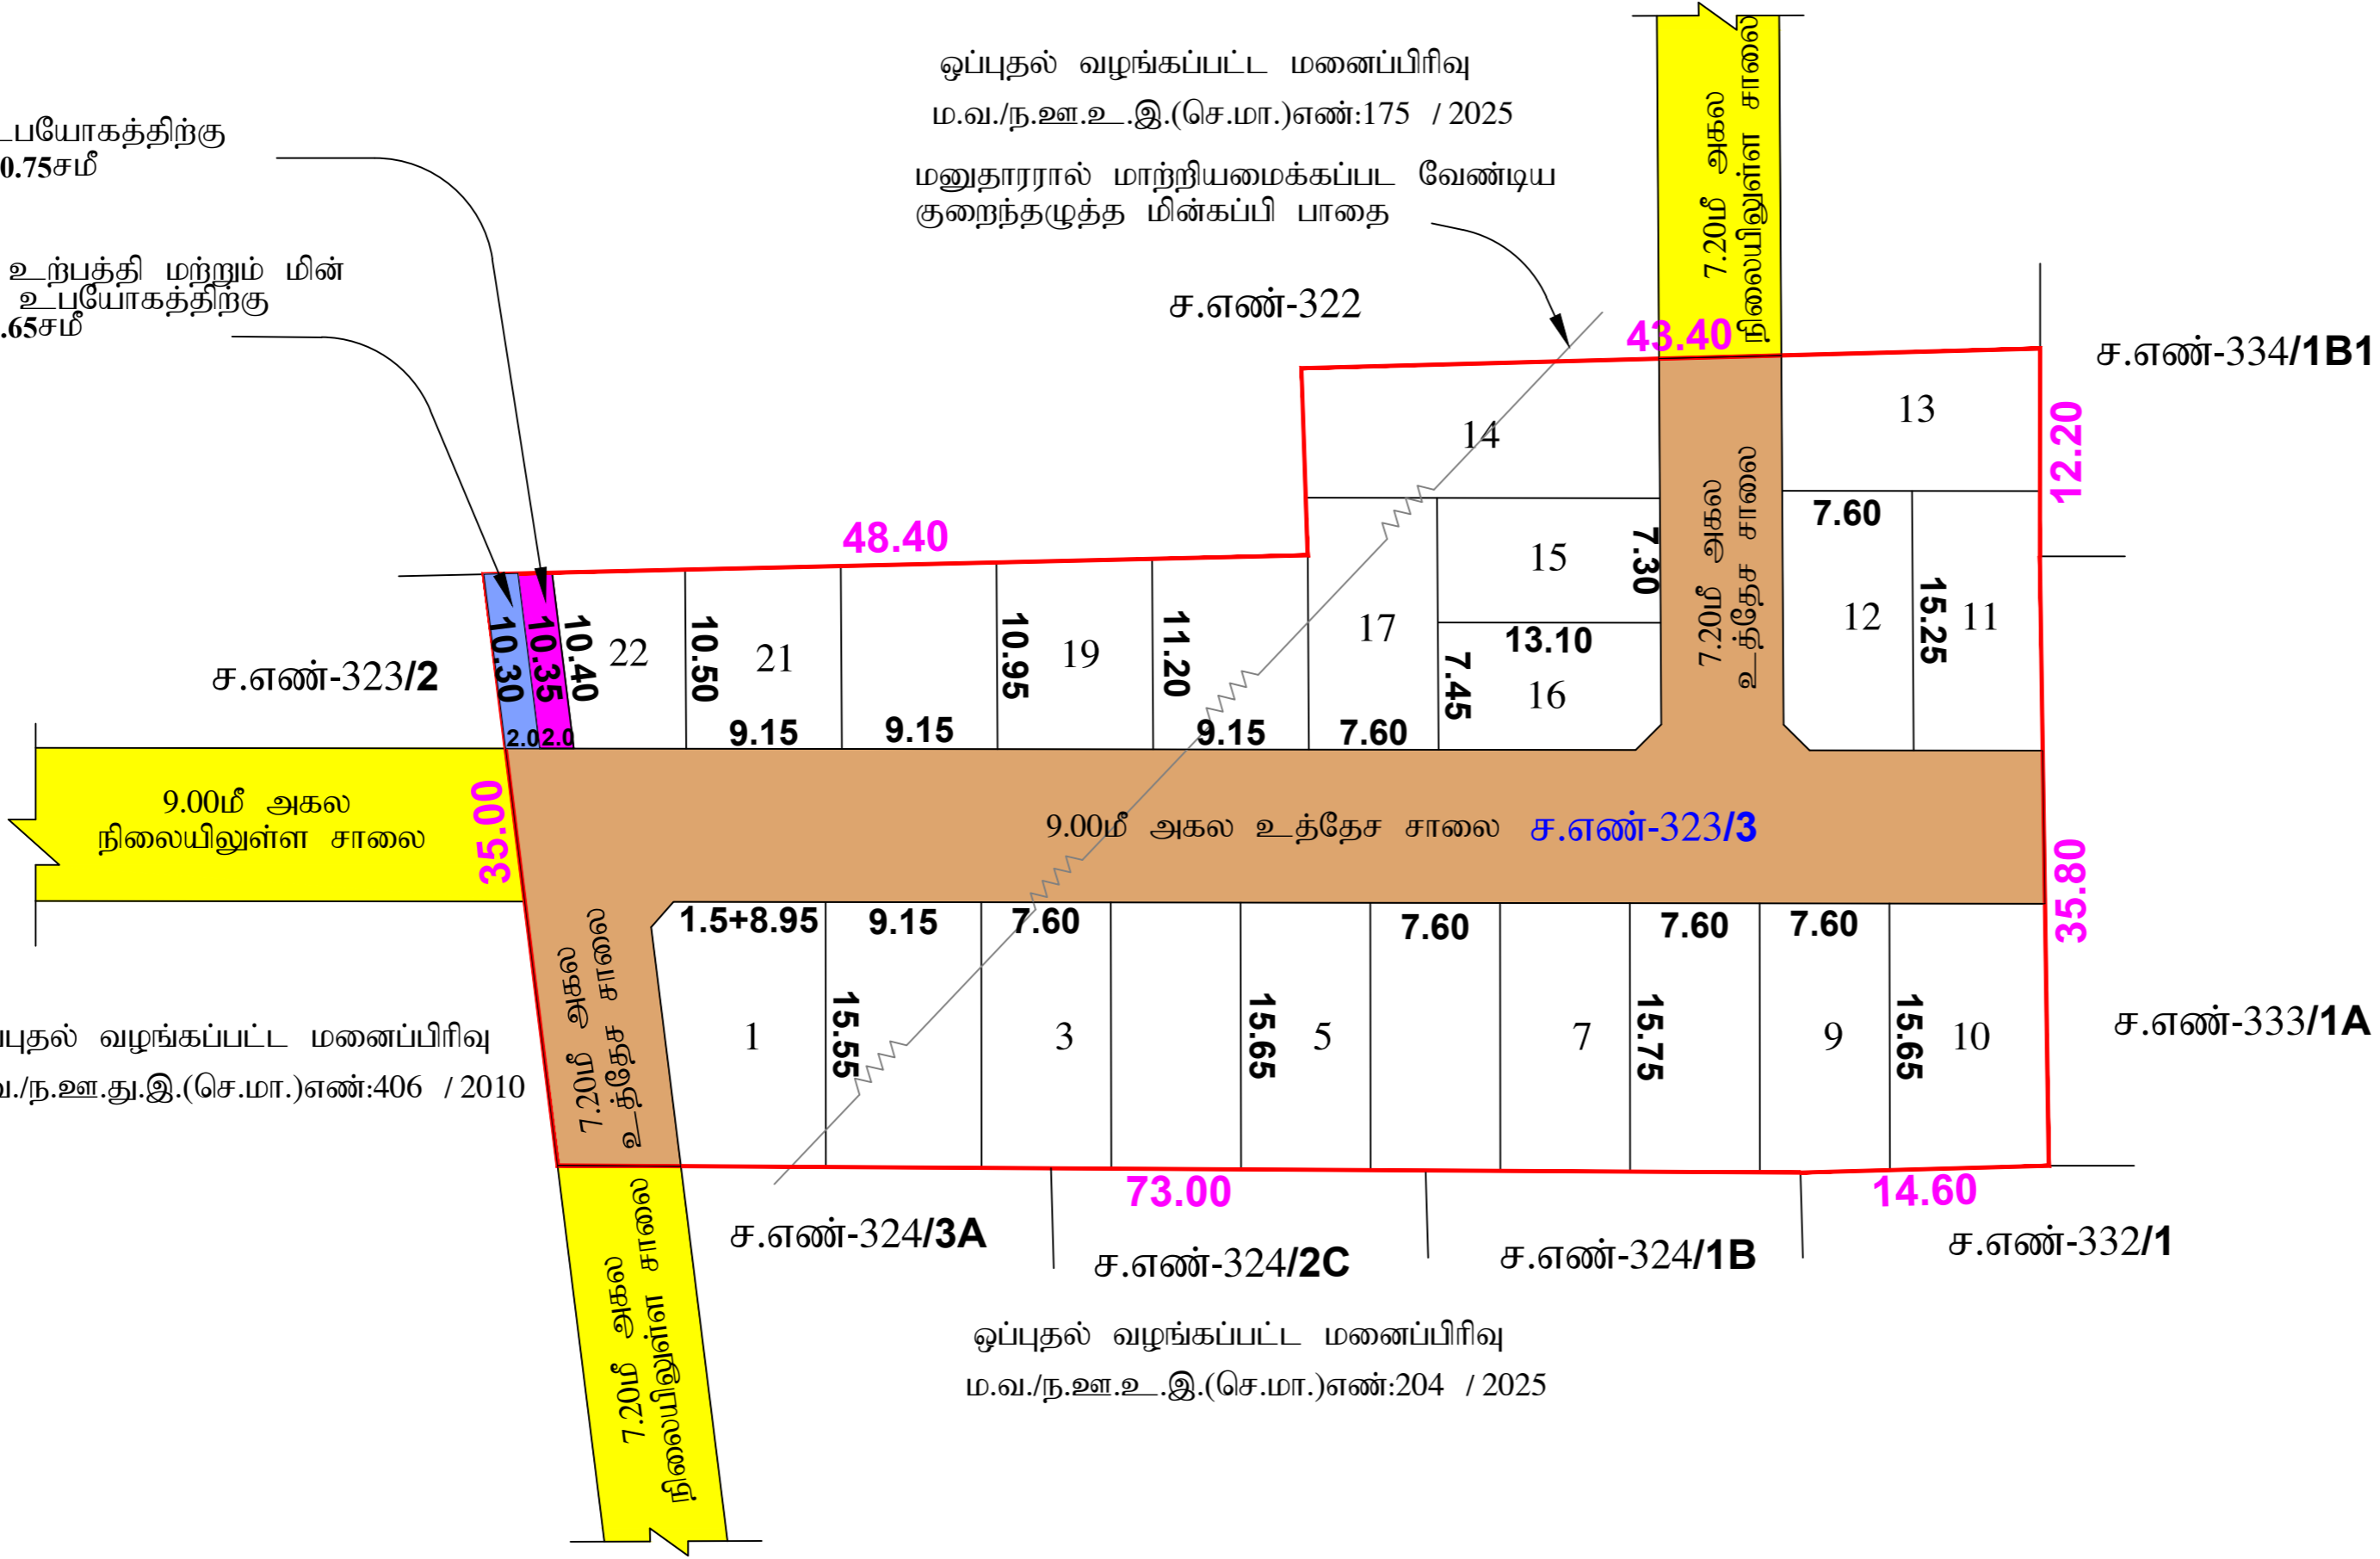 ஒப்புதல் வழங்கப்பட்ட மனைப்பிரிவு
ம.வ./ந.ஊ.உ.இ.(செ.மா.)எண்:175 / 2025
மனுதாரரால் மாற்றியமைக்கப்பட வேண்டிய
குறைந்தழுத்த மின்கப்பி பாதை
உபயோகத்திற்கு
0.75சமீ
உற்பத்தி மற்றும் மின்
உபயோகத்திற்கு
.65சமீ
7.20மீ அகல
நிலையிலுள்ள சாலை
ச.எண்-322
43.40
ச.எண்-334/1B1
13
12.20
14
48.40
7.60
15
7.30
7.20மீ அகல
உத்தேச சாலை
12
15.25
11
17
13.10
7.45
16
ச.எண்-323/2
10.30
10.35
10.40
22
10.50
21
10.95
19
11.20
2.0
2.0
9.15
9.15
9.15
7.60
9.00மீ அகல
நிலையிலுள்ள சாலை
35.00
9.00மீ அகல உத்தேச சாலை
ச.எண்-323/3
35.80
1.5+8.95
9.15
7.60
7.60
7.60
7.60
7.20மீ அகல
உத்தேச சாலை
1
15.55
3
15.65
5
7
15.75
9
15.65
10
ச.எண்-333/1A
புதல் வழங்கப்பட்ட மனைப்பிரிவு
வ./ந.ஊ.து.இ.(செ.மா.)எண்:406 / 2010
73.00
14.60
ச.எண்-324/3A
ச.எண்-324/2C
ச.எண்-324/1B
ச.எண்-332/1
7.20மீ அகல
நிலையிலுள்ள சாலை
ஒப்புதல் வழங்கப்பட்ட மனைப்பிரிவு
ம.வ./ந.ஊ.உ.இ.(செ.மா.)எண்:204 / 2025